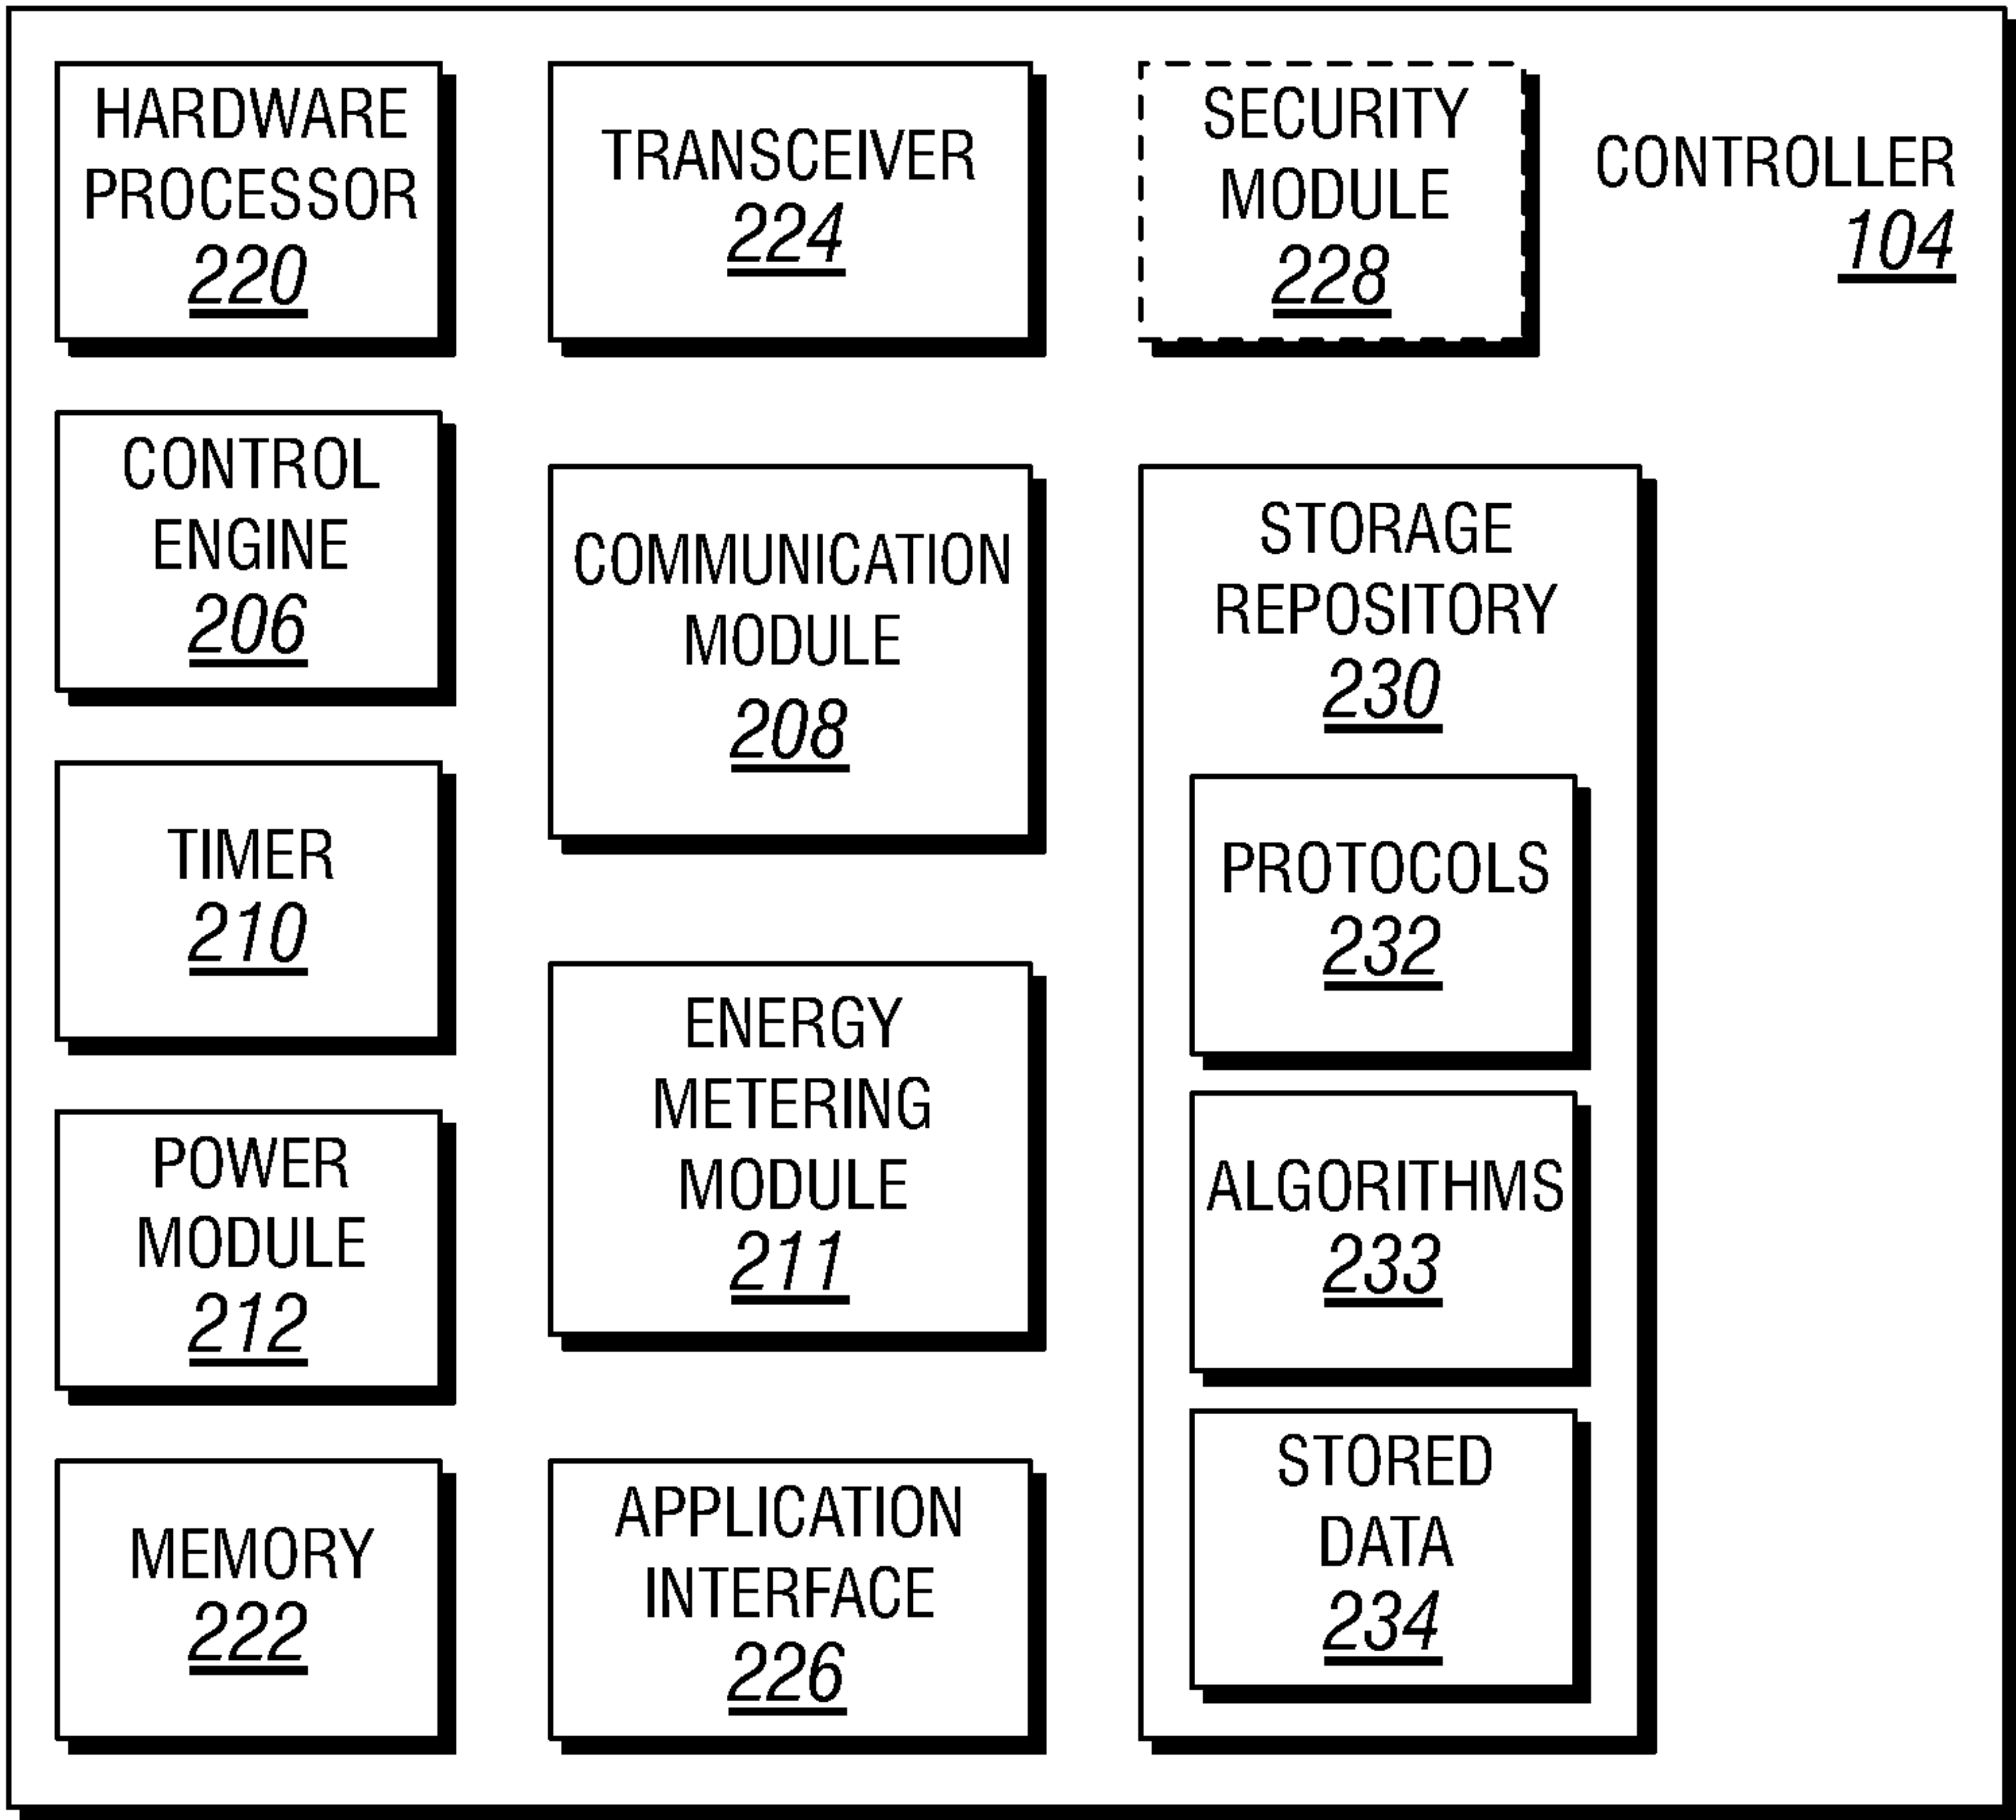 HARDWARE
PROCESSOR
220
TRANSCEIVER
224
SECURITY
MODULE
228
CONTROLLER
104
CONTROL
ENGINE
206
COMMUNICATION
MODULE
208
STORAGE
REPOSITORY
230
TIMER
210
PROTOCOLS
232
ENERGY
METERING
MODULE
211
POWER
MODULE
212
ALGORITHMS
233
MEMORY
222
APPLICATION
INTERFACE
226
STORED
DATA
234